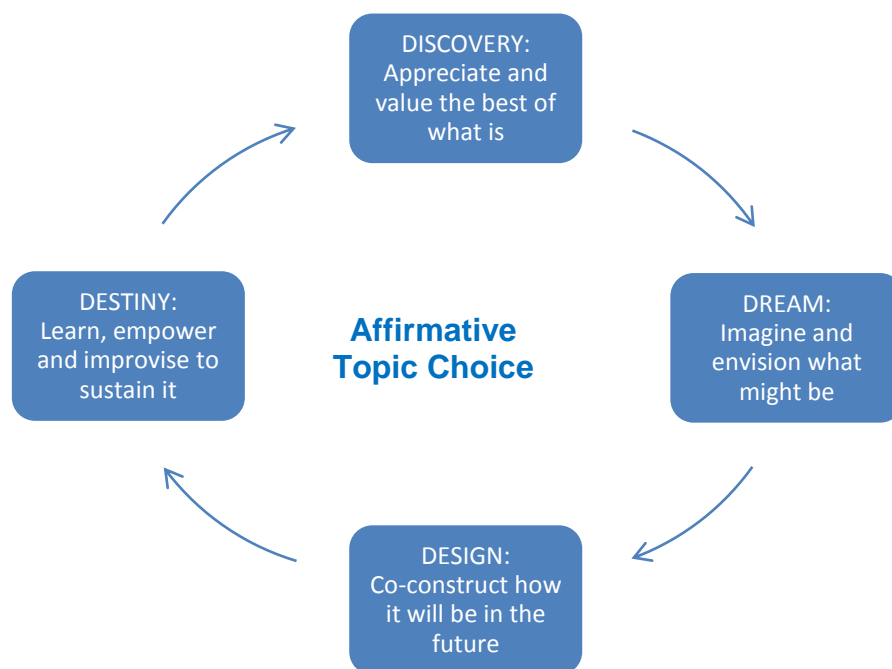 DISCOVERY:
Appreciate and
value the best of
what is
DREAM:
Imagine and
envision what
might be
DESIGN:
Co-construct how
it will be in the
future
DESTINY:
Learn, empower
and improvise to
sustain it
Affirmative
Topic Choice